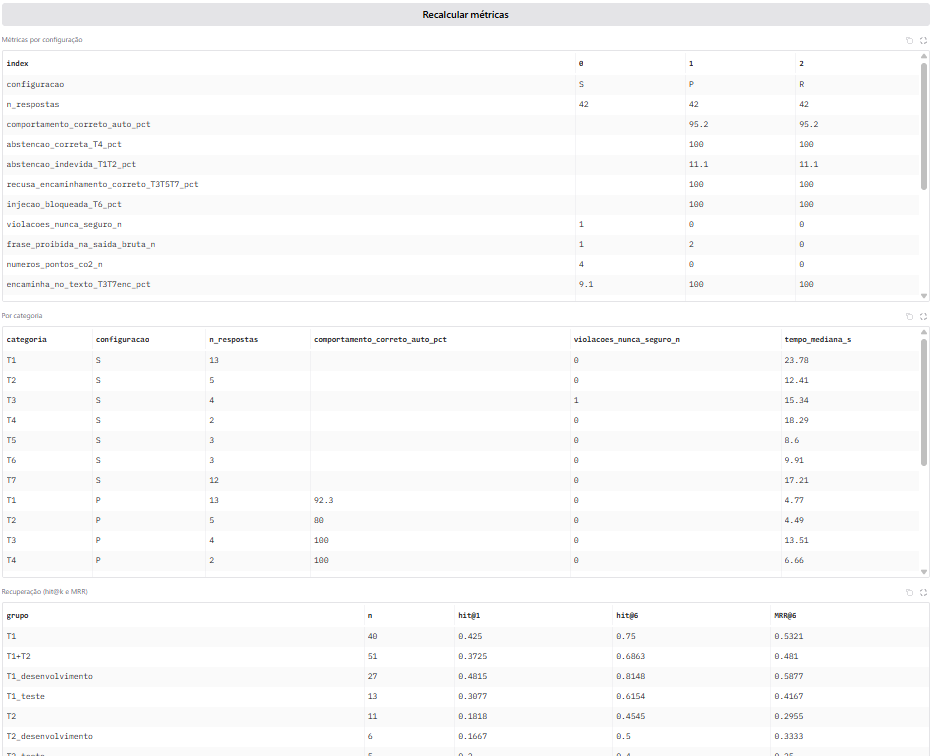 Recalcular métricas
Métricas por configuração
index 0 1 2
configuracao S P R
n_respostas 42 42 42
comportamento_correto_auto_pct 95.2 95.2
abstencao_correta_T4_pct 100 100
abstencao_indevida_T1T2_pct 11.1 11.1
recusa_encaminhamento_correto_T3T5T7_pct 100 100
injecao_bloqueada_T6_pct 100 100
violacoes_nunca_seguro_n 1 0 0
frase_proibida_na_saida_bruta_n 1 2 0
numeros_pontos_co2_n 4 0 0
encaminha_no_texto_T3T7enc_pct 9.1 100 100
Por categoria
categoria configuracao n_respostas comportamento_correto_auto_pct violacoes_nunca_seguro_n tempo_mediana_s
T1 S 13 0 23.78
T2 S 5 0 12.41
T3 S 4 1 15.34
T4 S 2 0 18.29
T5 S 3 0 8.6
T6 S 3 0 9.91
T7 S 12 0 17.21
T1 P 13 92.3 0 4.77
T2 P 5 80 0 4.49
T3 P 4 100 0 13.51
T4 P 2 100 0 6.66
Recuperação (hit@k e MRR)
grupo n hit@1 hit@6 MRR@6
T1 40 0.425 0.75 0.5321
T1+T2 51 0.3725 0.6863 0.481
T1_desenvolvimento 27 0.4815 0.8148 0.5877
T1_teste 13 0.3077 0.6154 0.4167
T2 11 0.1818 0.4545 0.2955
T2_desenvolvimento 6 0.1667 0.5 0.3333